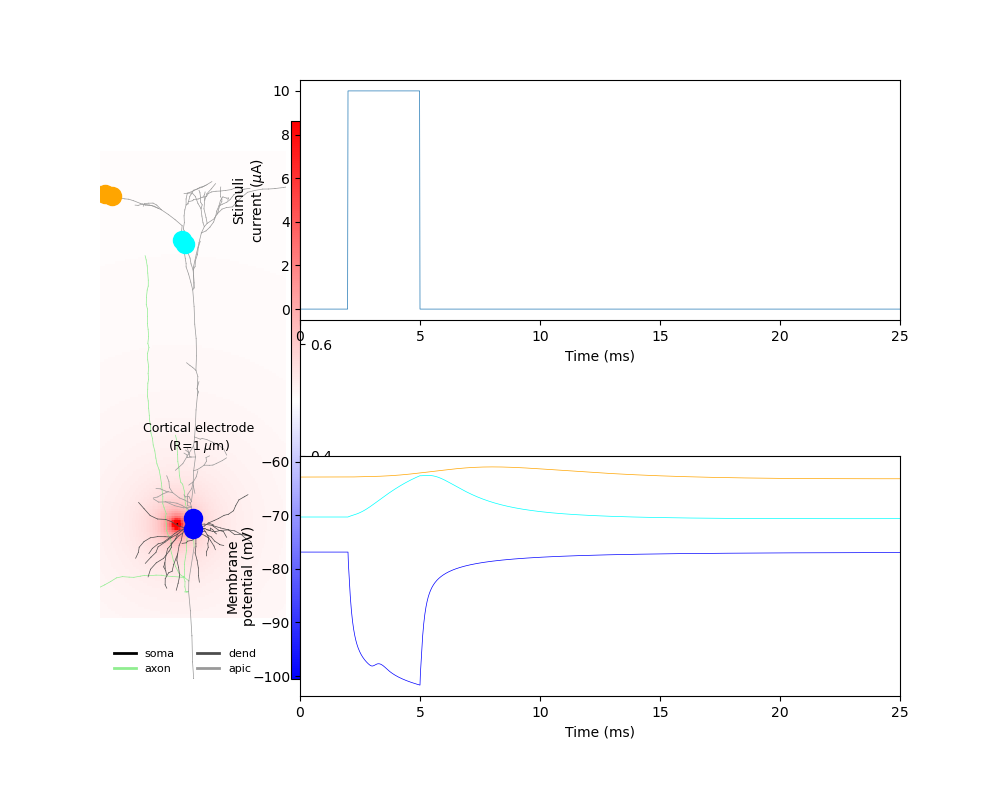 10
8
6
4
2
0
Stimuli
current (μA)
0 5 10 15 20 25
Time (ms)
0.6
0.4
Cortical electrode
(R=1 μm)
−60
−70
−80
−90
−100
Membrane
potential (mV)
0 5 10 15 20 25
Time (ms)
soma dend
axon apic